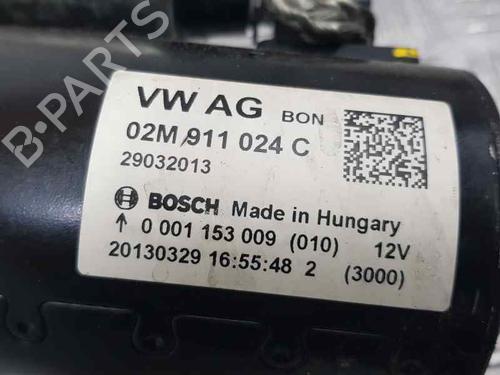 VW AG BON
02M 911 024 C
29032013
BOSCH Made in Hungary
↑ 0 001 153 009 (010) 12V
20130329 16:55:48 2 (3000)
B-PARTS